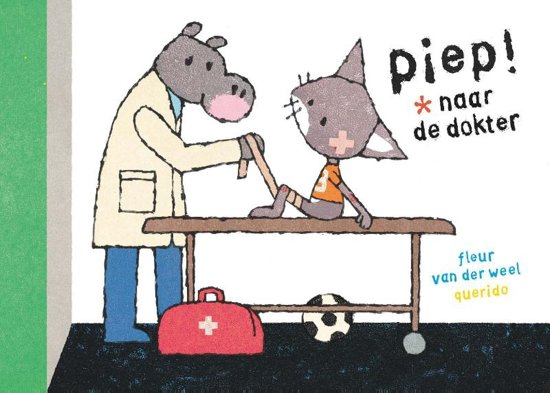 piep!
* naar
de dokter
fleur
van der weel
querido